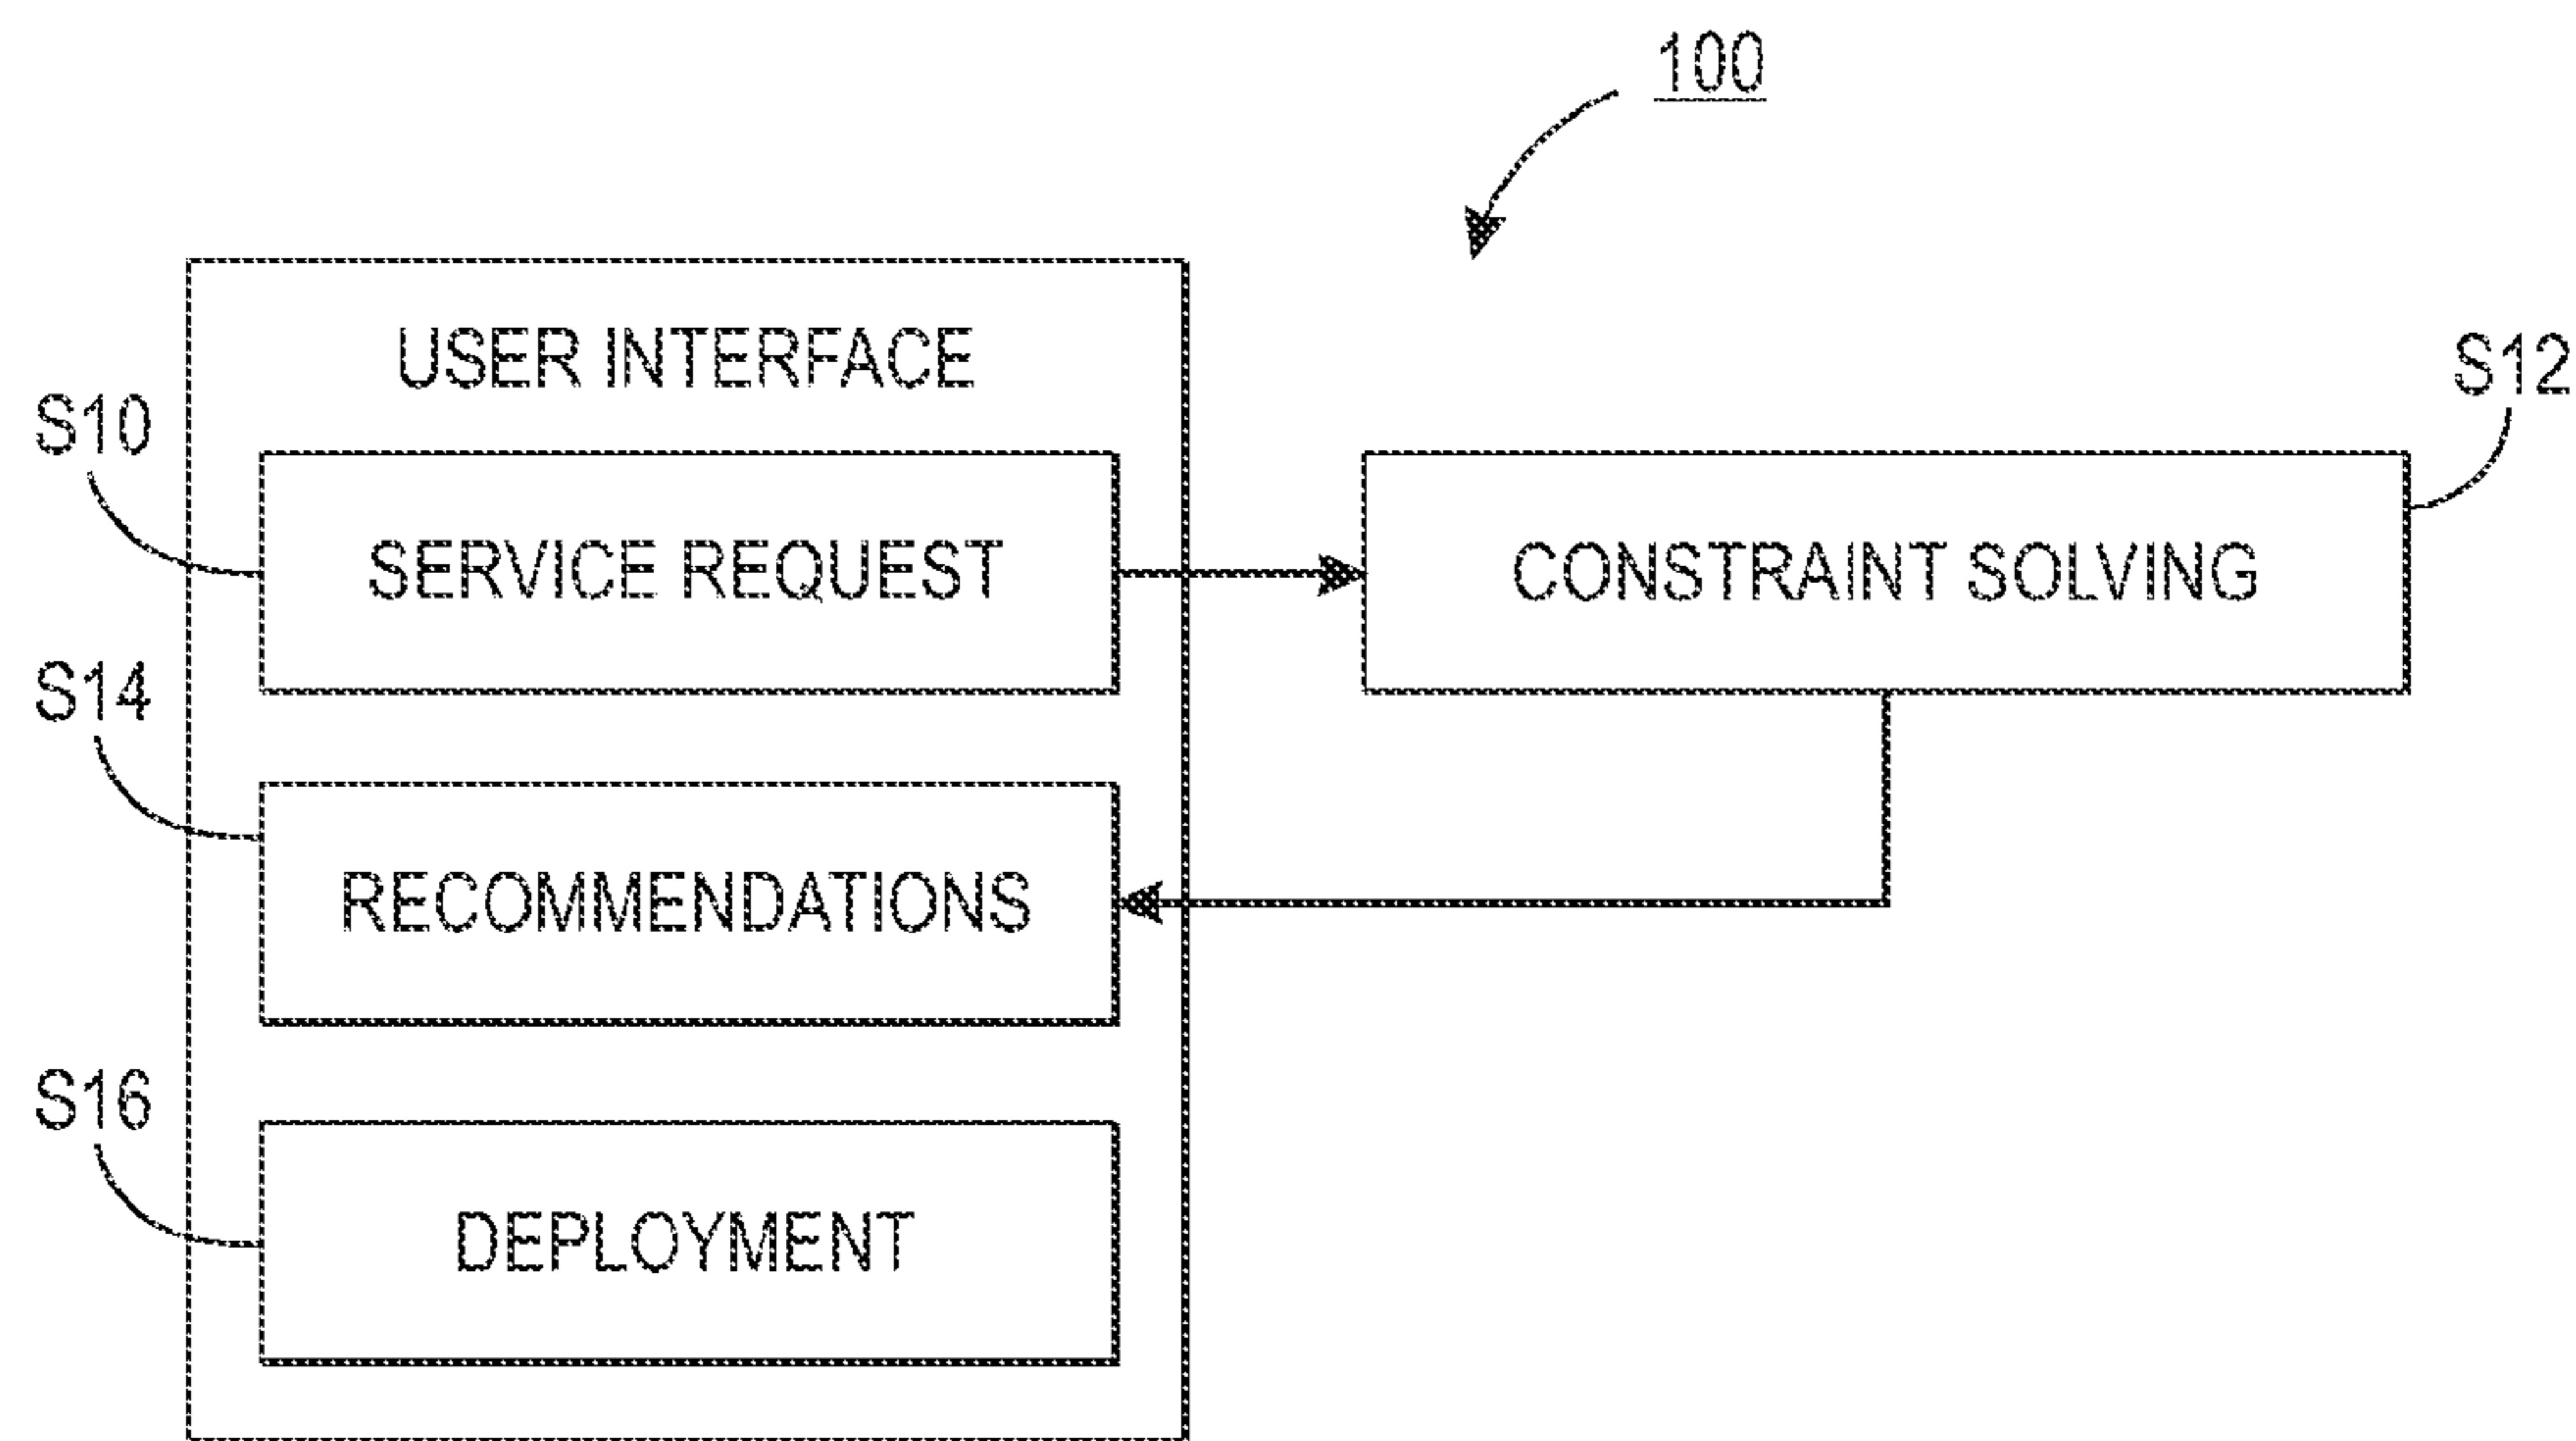 100
USER INTERFACE
S10
SERVICE REQUEST
S12
CONSTRAINT SOLVING
S14
RECOMMENDATIONS
S16
DEPLOYMENT